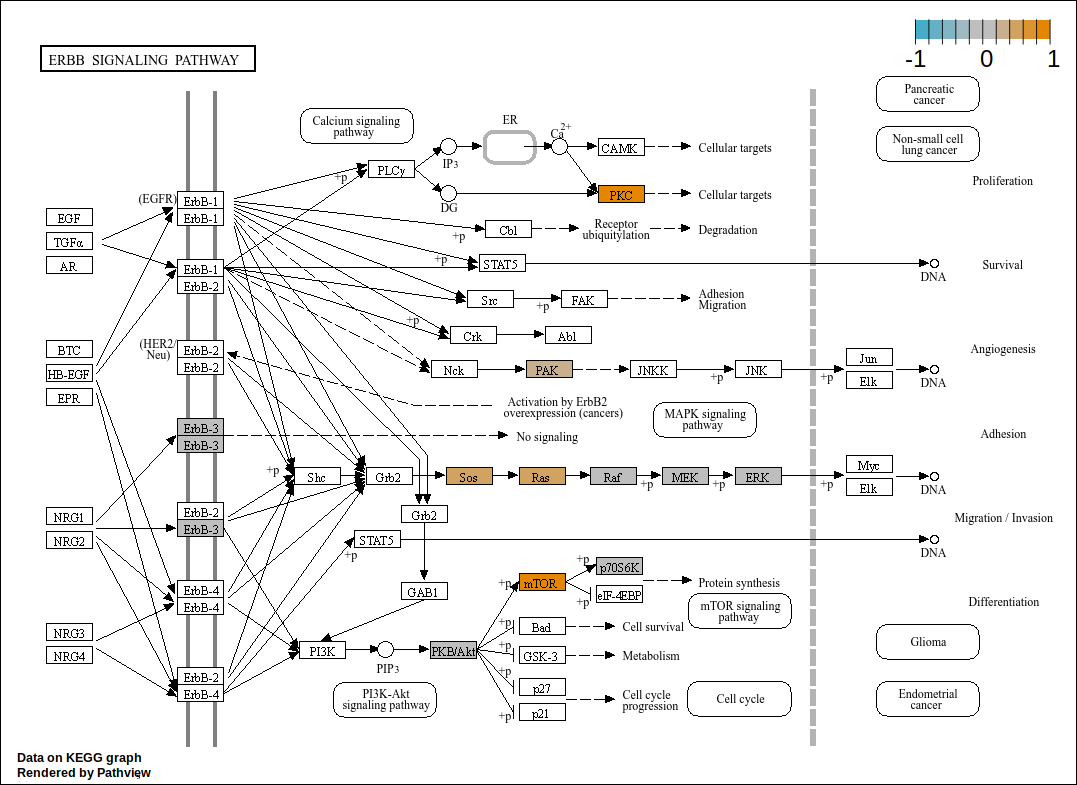 -1 0 1
ERBB SIGNALING PATHWAY
Pancreatic
cancer
Non-small cell
lung cancer
Calcium signaling
pathway
ER
Ca2+
IP3
CAMK
Cellular targets
PLCγ
+p
DG
PKC
Cellular targets
Proliferation
(EGFR)
ErbB-1
ErbB-1
EGF
TGFα
AR
Cbl
+p
Receptor
ubiquitylation
Degradation
ErbB-1
ErbB-2
+p
STAT5
DNA
Survival
Src
+p
FAK
Adhesion
Migration
+p
Crk
Abl
BTC
HB-EGF
EPR
(HER2/
Neu)
ErbB-2
ErbB-2
Nck
PAK
JNKK
+p
JNK
+p
Jun
Elk
DNA
Angiogenesis
Activation by ErbB2
overexpression (cancers)
MAPK signaling
pathway
ErbB-3
ErbB-3
No signaling
Adhesion
+p
Shc
Grb2
Sos
Ras
Raf
+p
MEK
+p
ERK
+p
Myc
Elk
DNA
NRG1
NRG2
ErbB-2
ErbB-3
Grb2
Migration / Invasion
STAT5
+p
DNA
ErbB-4
ErbB-4
GAB1
+p
mTOR
+p
p70S6K
+p
eIF-4EBP
Protein synthesis
mTOR signaling
pathway
Differentiation
NRG3
NRG4
+p
Bad
Cell survival
Glioma
PI3K
PIP3
PKB/Akt
+p
GSK-3
Metabolism
ErbB-2
ErbB-4
PI3K-Akt
signaling pathway
+p
p27
+p
p21
Cell cycle
progression
Cell cycle
Endometrial
cancer
Data on KEGG graph
Rendered by Pathview